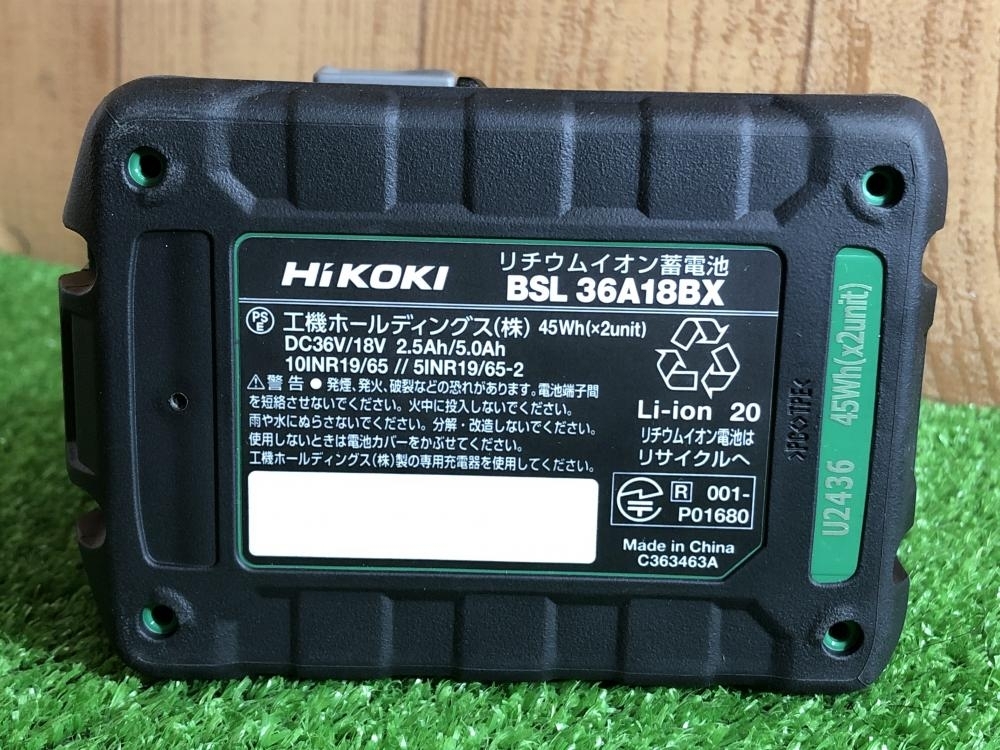 HiKOKI
リチウムイオン蓄電池
BSL 36A18BX
PS
E
工機ホールディングス(株) 45Wh(×2unit)
DC36V/18V 2.5Ah/5.0Ah
10INR19/65 // 5INR19/65-2
⚠警告 ●発煙、発火、破裂などの恐れがあります。電池端子間
を短絡させないでください。火中に投入しないでください。
雨や水にぬらさないでください。分解・改造しないでください。
使用しないときは電池カバーをかぶせてください。
工機ホールディングス(株)製の専用充電器を使用してください。
Li-ion 20
リチウムイオン電池は
リサイクルへ
R 001-
P01680
Made in China
C363463A
U2436 45Wh(x2unit)